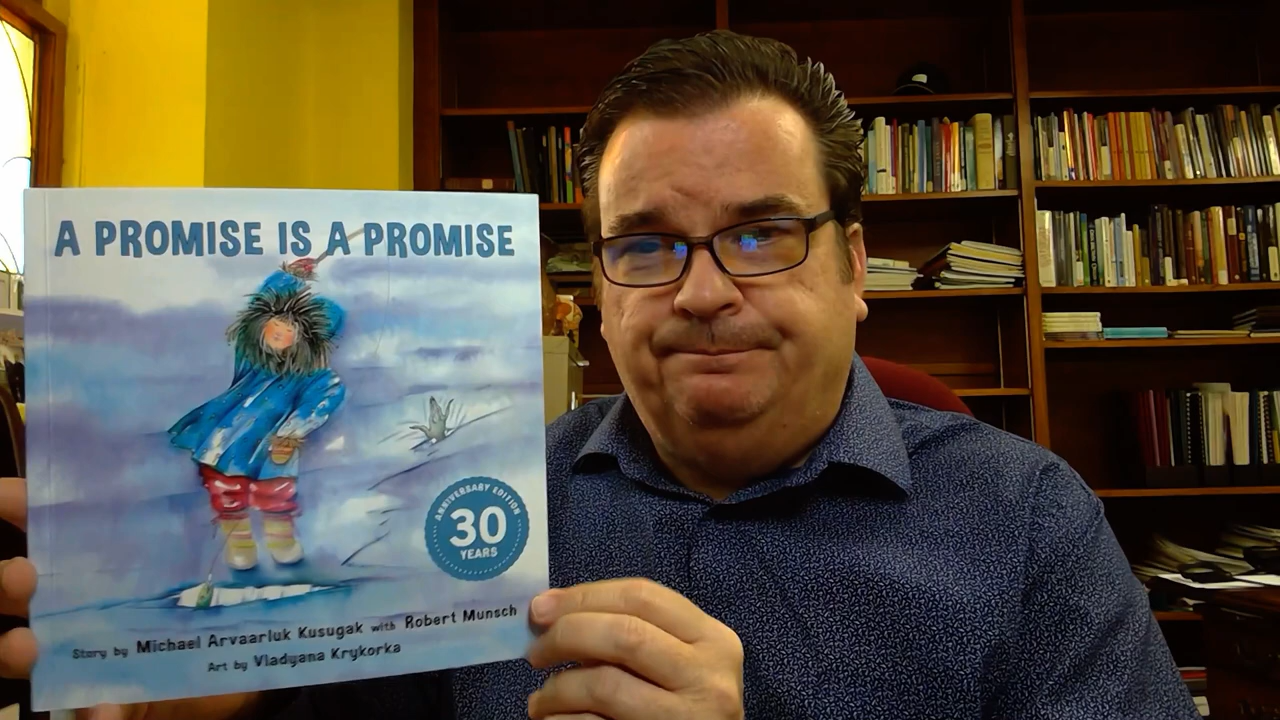 A PROMISE IS A PROMISE
ANNIVERSARY EDITION
30
YEARS
Story by Michael Arvaarluk Kusugak with Robert Munsch
Art by Vladyana Krykorka